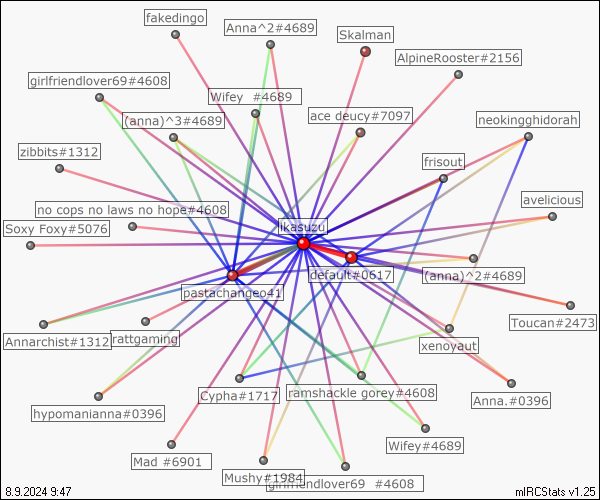 fakedingo
Anna^2#4689
Skalman
AlpineRooster#2156
girlfriendlover69#4608
Wifey #4689
(anna)^3#4689
ace deucy#7097
neokingghidorah
zibbits#1312
frisout
avelicious
no cops no laws no hope#4608
Soxy Foxy#5076
likasuzu
default#0617
(anna)^2#4689
pastachangeo41
Toucan#2473
Annarchist#1312
rattgaming
xenoyaut
Cypha#1717
ramshackle gorey#4608
Anna.#0396
hypomanianna#0396
Wifey#4689
Mad #6901
Mushy#1984
girlfriendlover69 #4608
8.9.2024 9:47
mIRCStats v1.25